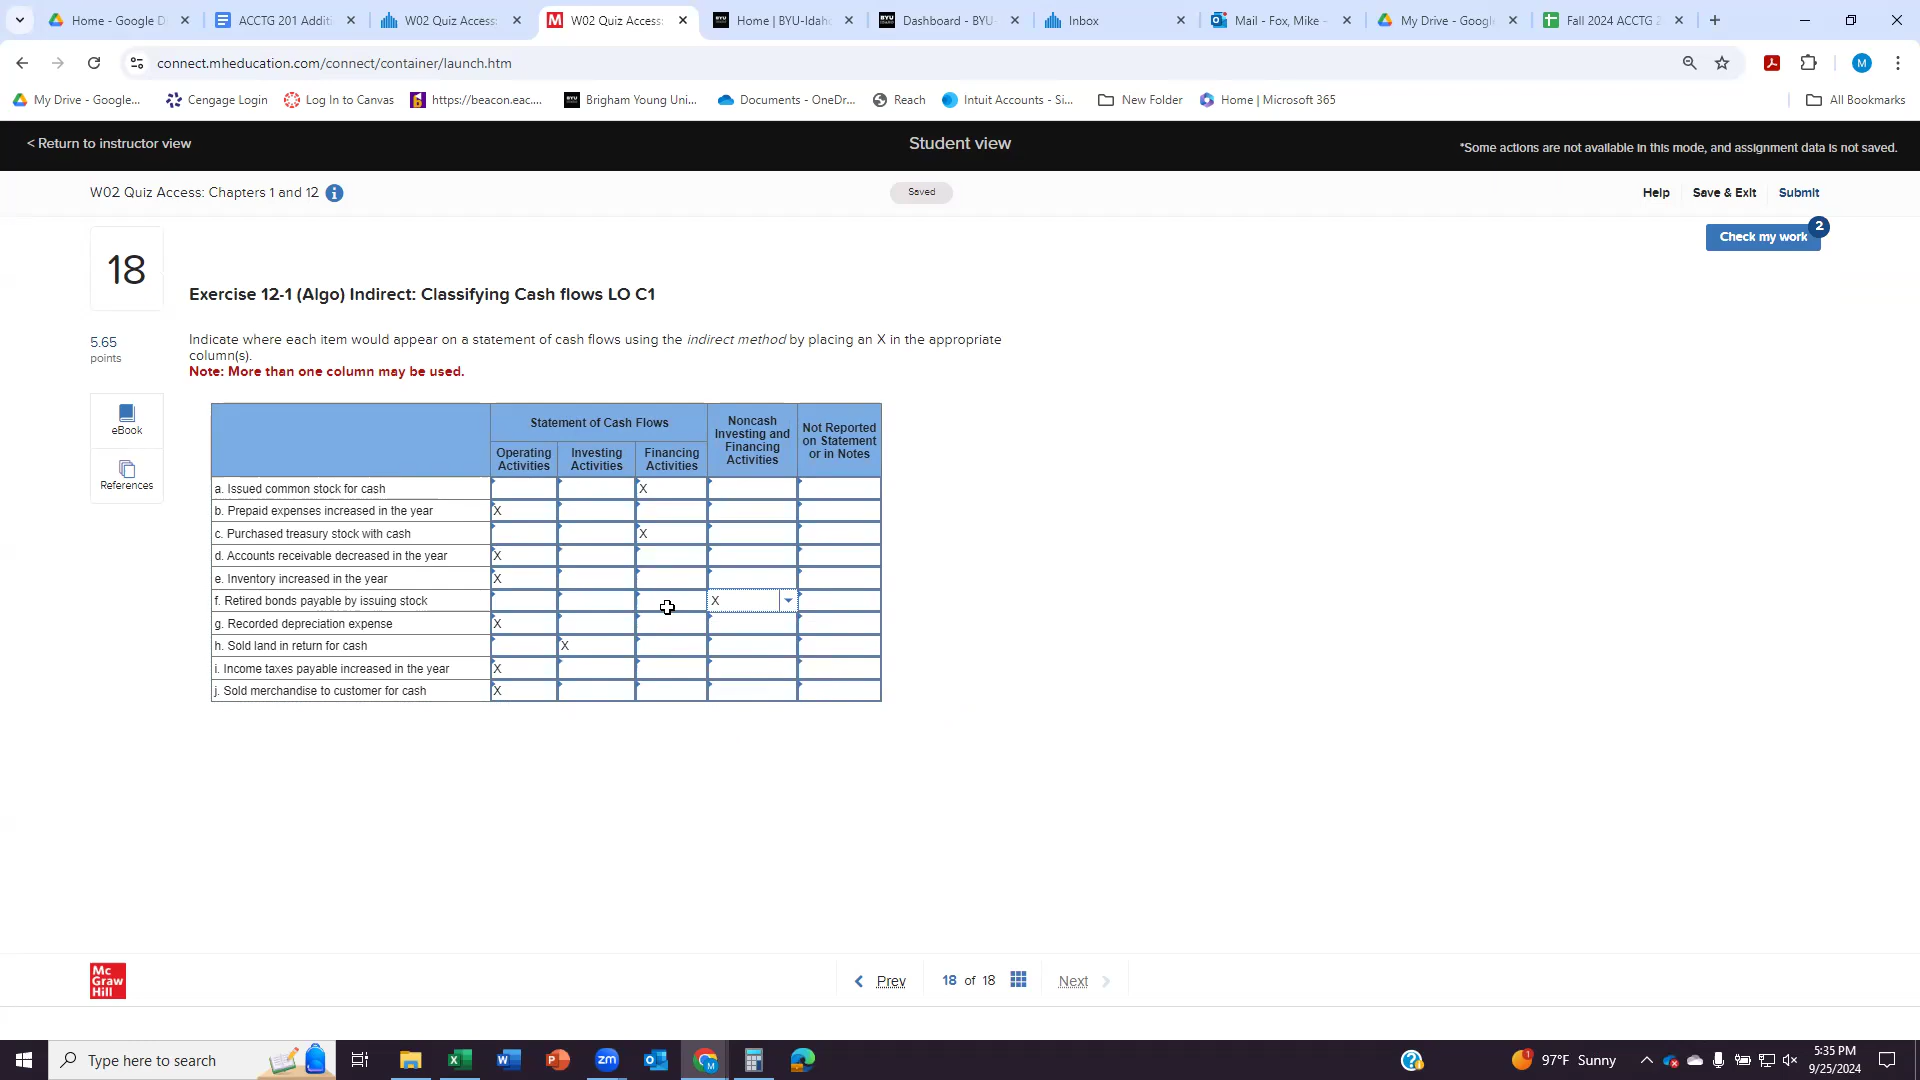 Home - Google D
ACCTG 201 Additi
W02 Quiz Access:
W02 Quiz Access:
Home | BYU-Idaho
Dashboard - BYU-
Inbox
Mail - Fox, Mike -
My Drive - Google
Fall 2024 ACCTG 2
connect.mheducation.com/connect/container/launch.htm
M
My Drive - Google...
Cengage Login
Log In to Canvas
https://beacon.eac....
Brigham Young Uni...
Documents - OneDr...
Reach
Intuit Accounts - Si...
New Folder
Home | Microsoft 365
All Bookmarks
< Return to instructor view
Student view
*Some actions are not available in this mode, and assignment data is not saved.
W02 Quiz Access: Chapters 1 and 12
Saved
Help
Save & Exit
Submit
Check my work
2
18
5.65
points
eBook
References
Exercise 12-1 (Algo) Indirect: Classifying Cash flows LO C1
Indicate where each item would appear on a statement of cash flows using the indirect method by placing an X in the appropriate
column(s).
Note: More than one column may be used.
Statement of Cash Flows
Noncash
Investing and
Financing
Activities
Not Reported
on Statement
or in Notes
Operating
Activities
Investing
Activities
Financing
Activities
a. Issued common stock for cash X
b. Prepaid expenses increased in the year X
c. Purchased treasury stock with cash X
d. Accounts receivable decreased in the year X
e. Inventory increased in the year X
f. Retired bonds payable by issuing stock X
g. Recorded depreciation expense X
h. Sold land in return for cash X
i. Income taxes payable increased in the year X
j. Sold merchandise to customer for cash X
Mc
Graw
Hill
Prev
18 of 18
Next
Type here to search
97°F Sunny
5:35 PM
9/25/2024